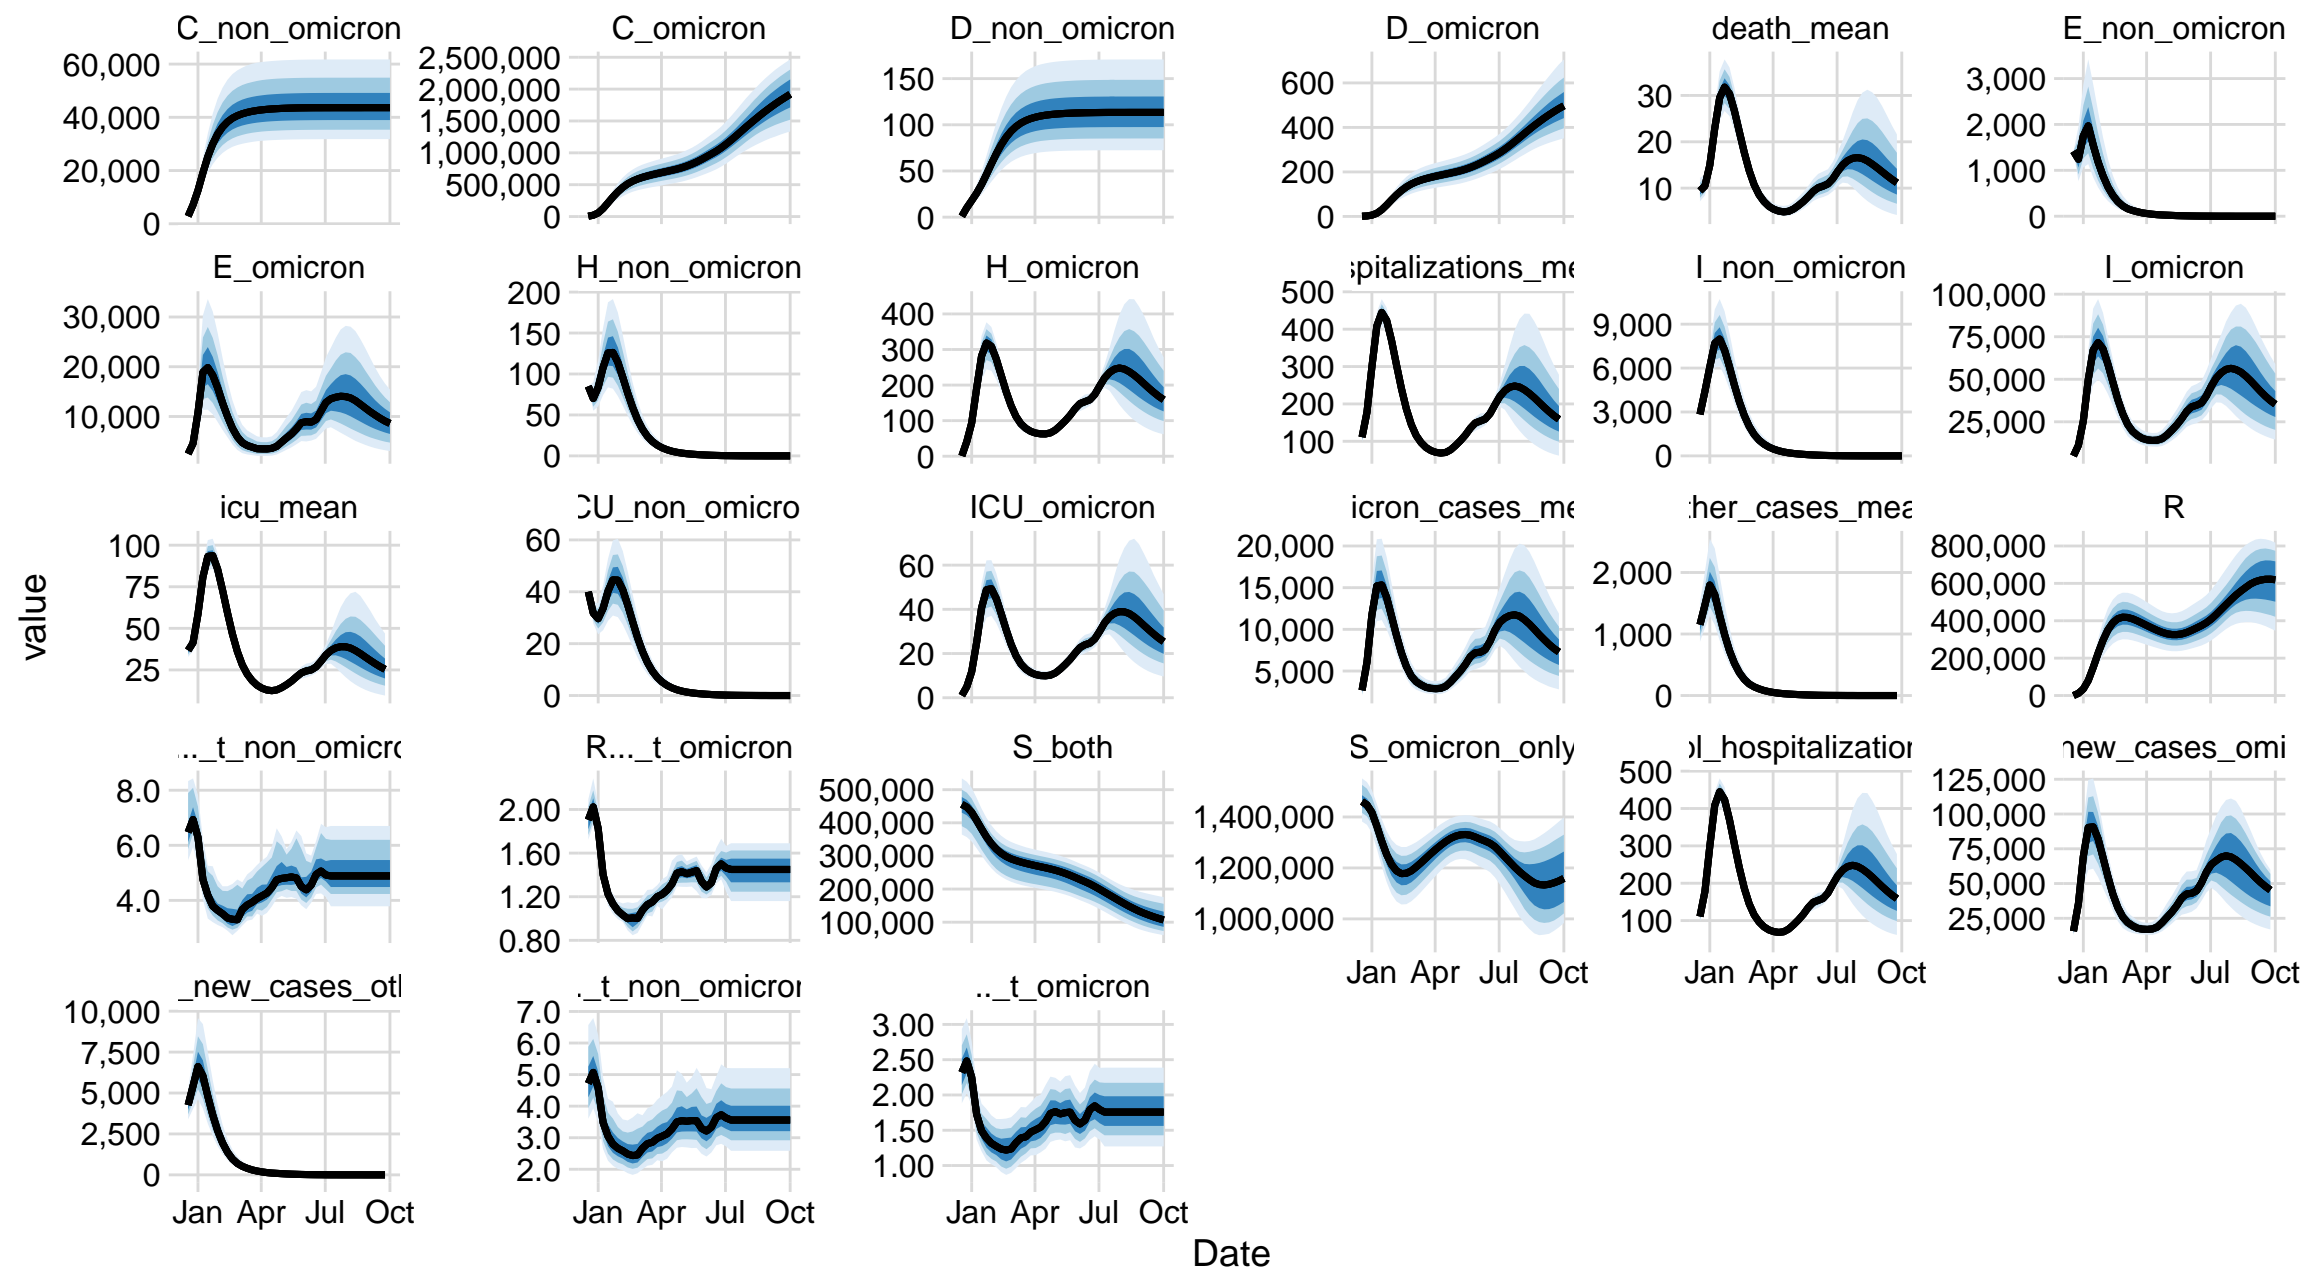 C_non_omicron C_omicron D_non_omicron D_omicron death_mean E_non_omicron
60,000 40,000 20,000 0
2,500,000 2,000,000 1,500,000 1,000,000 500,000 0
150 100 50 0
600 400 200 0
30 20 10
3,000 2,000 1,000 0
E_omicron H_non_omicron H_omicron spitalizations_me I_non_omicron I_omicron
30,000 20,000 10,000
200 150 100 50 0
400 300 200 100 0
500 400 300 200 100
9,000 6,000 3,000 0
100,000 75,000 50,000 25,000
icu_mean CU_non_omicro ICU_omicron icron_cases_me ther_cases_mea R
100 75 50 25
60 40 20 0
60 40 20 0
20,000 15,000 10,000 5,000
2,000 1,000 0
800,000 600,000 400,000 200,000 0
value
..._t_non_omicro R..._t_omicron S_both S_omicron_only ol_hospitalization new_cases_omi
8.0 6.0 4.0
2.00 1.60 1.20 0.80
500,000 400,000 300,000 200,000 100,000
1,400,000 1,200,000 1,000,000
500 400 300 200 100
125,000 100,000 75,000 50,000 25,000
Jan Apr Jul Oct Jan Apr Jul Oct Jan Apr Jul Oct
_new_cases_oth ._t_non_omicron .._t_omicron
10,000 7,500 5,000 2,500 0
7.0 6.0 5.0 4.0 3.0 2.0
3.00 2.50 2.00 1.50 1.00
Jan Apr Jul Oct Jan Apr Jul Oct Jan Apr Jul Oct
Date